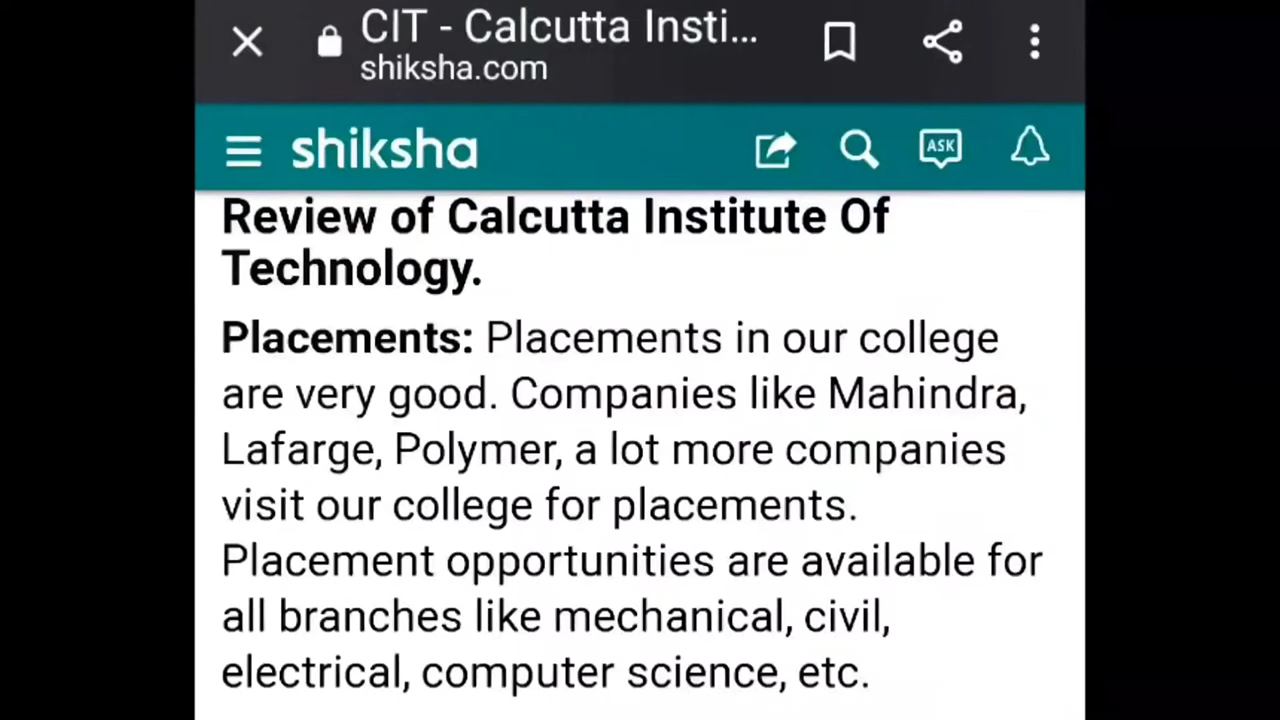 CIT - Calcutta Insti...
shiksha.com
shiksha
ASK
Review of Calcutta Institute Of
Technology.
Placements: Placements in our college
are very good. Companies like Mahindra,
Lafarge, Polymer, a lot more companies
visit our college for placements.
Placement opportunities are available for
all branches like mechanical, civil,
electrical, computer science, etc.